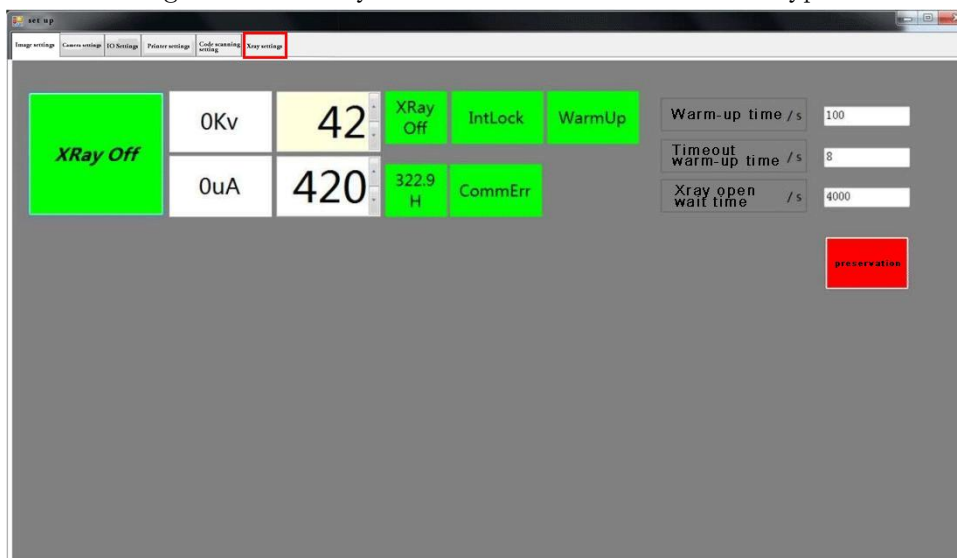 set up
Image settings Camera settings IO Settings Printer settings Code scanning setting Xray settings
XRay Off
0Kv
42
XRay Off
IntLock
WarmUp
0uA
420
322.9 H
CommErr
Warm-up time /s
100
Timeout
warm-up time /s
8
Xray open
wait time /s
4000
preservation